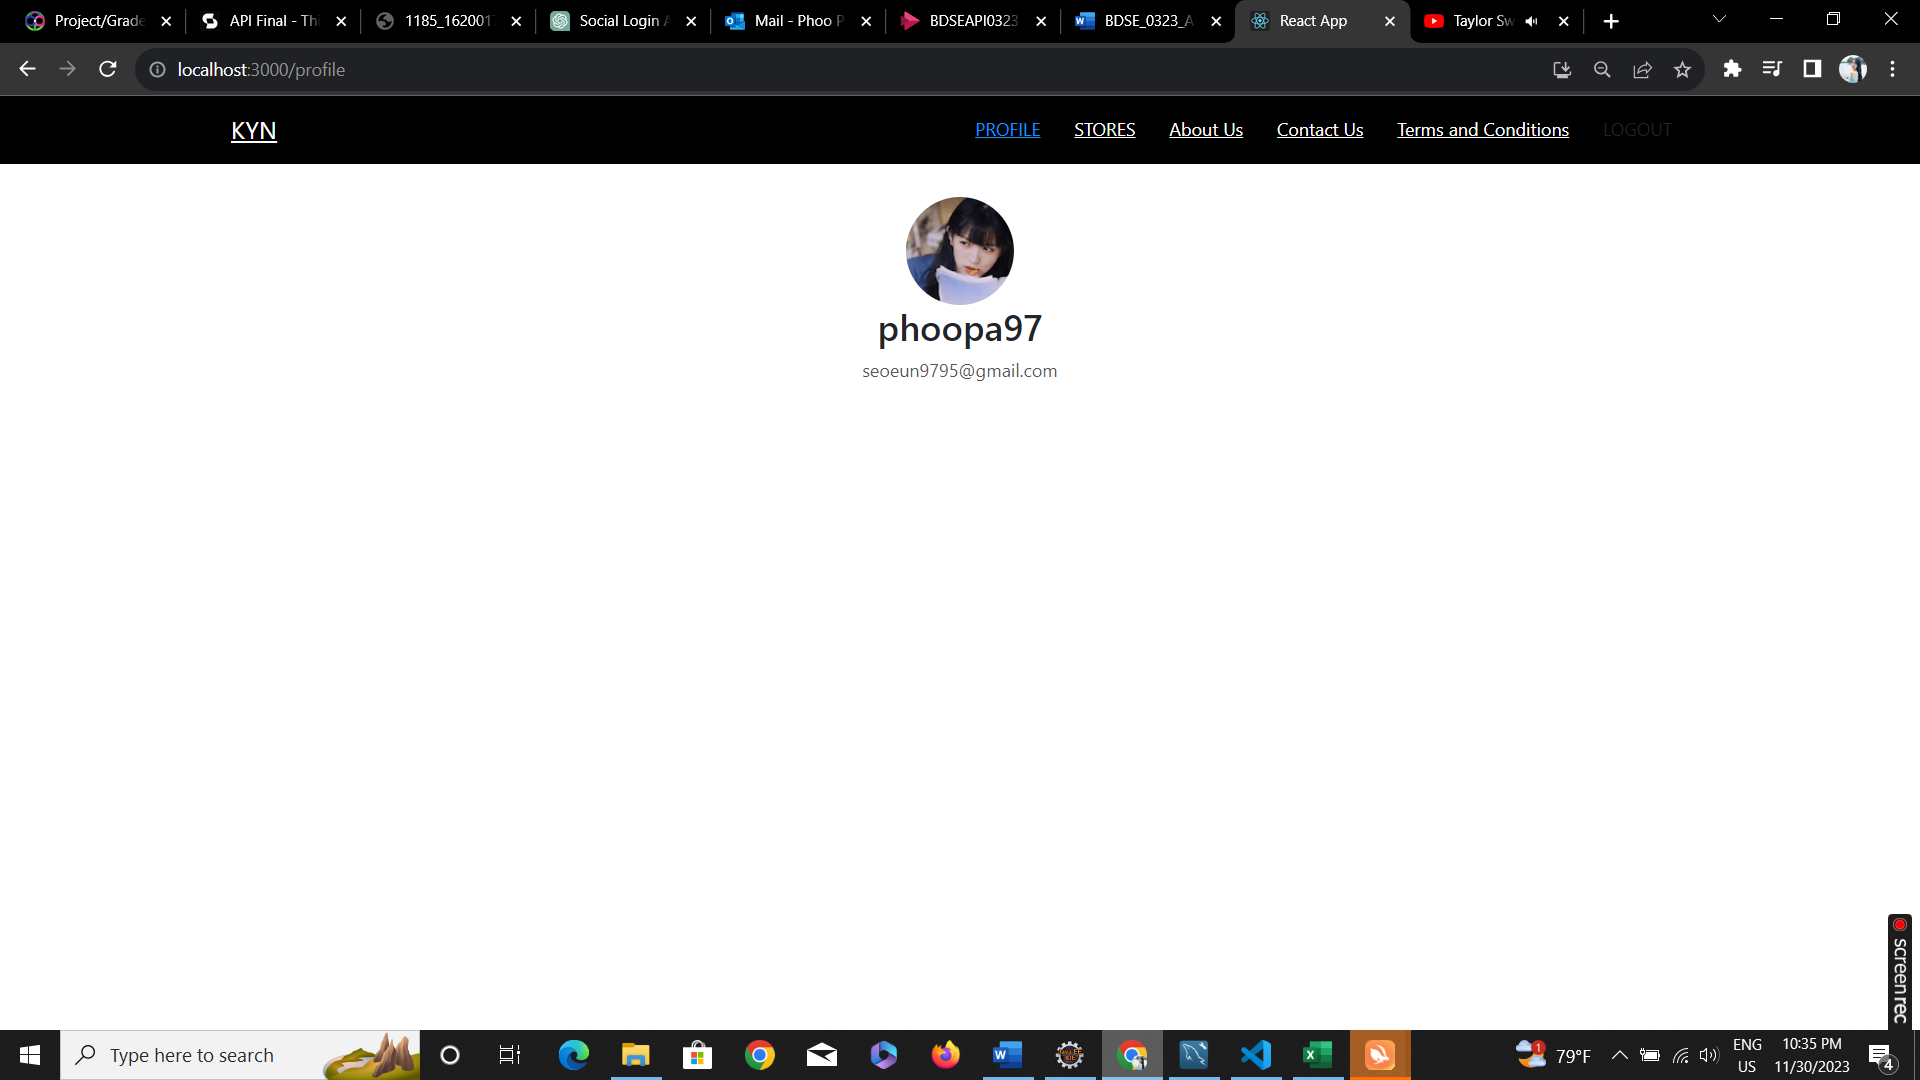 Project/Grade
API Final - Thi
1185_162001
Social Login A
Mail - Phoo P
BDSEAPI0323
BDSE_0323_A
React App
Taylor Sw
localhost:3000/profile
KYN
PROFILE
STORES
About Us
Contact Us
Terms and Conditions
LOGOUT
phoopa97
seoeun9795@gmail.com
screenrec
Type here to search
1
79°F
ENG
US
10:35 PM
11/30/2023
4